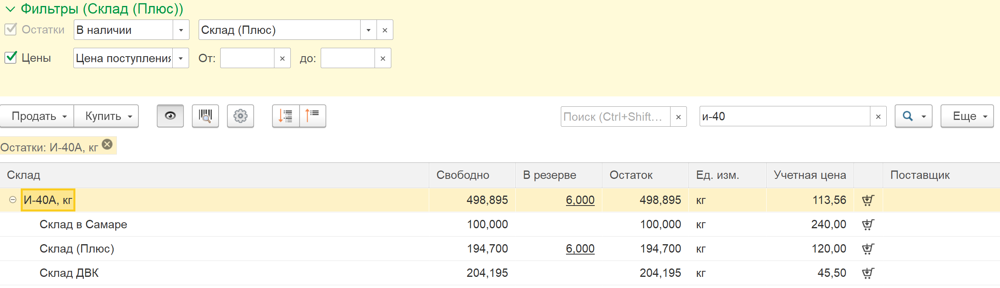 Фильтры (Склад (Плюс))
Остатки В наличии Склад (Плюс)
Цены Цена поступления От: до:
Продать Купить Поиск (Ctrl+Shift... и-40 Еще
Остатки: И-40А, кг
Склад Свободно В резерве Остаток Ед. изм. Учетная цена Поставщик
И-40А, кг 498,895 6,000 498,895 кг 113,56
Склад в Самаре 100,000 100,000 кг 240,00
Склад (Плюс) 194,700 6,000 194,700 кг 120,00
Склад ДВК 204,195 204,195 кг 45,50